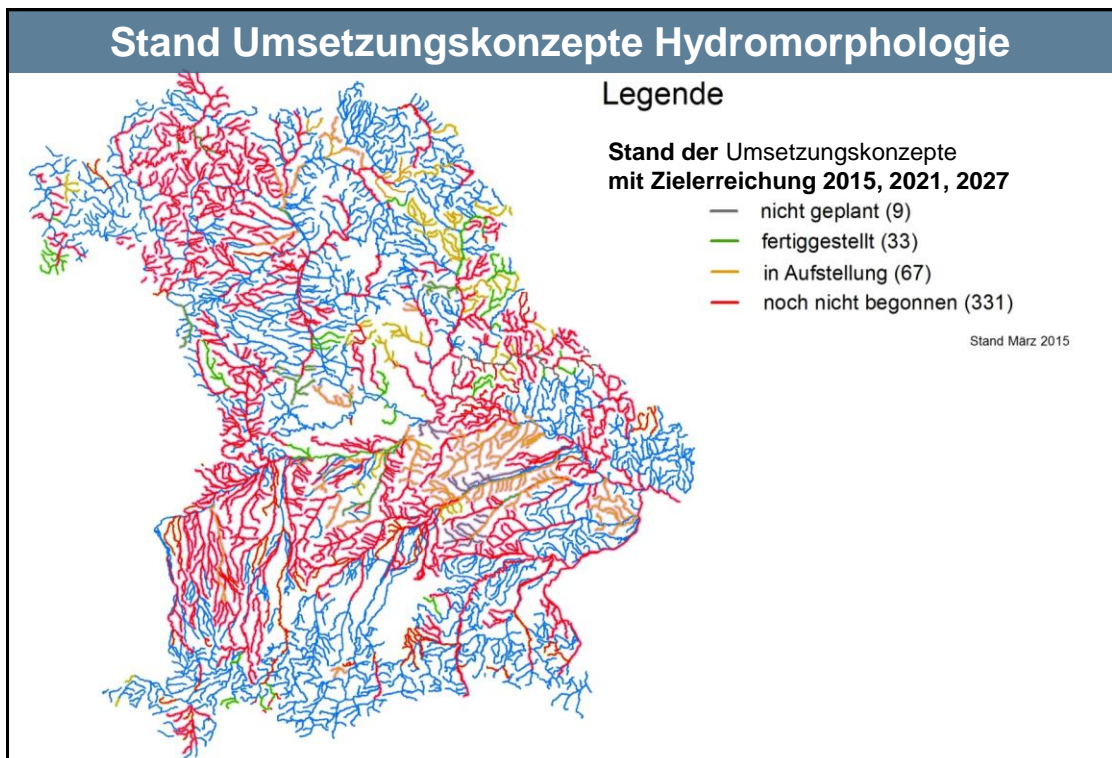 Stand Umsetzungskonzepte Hydromorphologie
Legende
Stand der Umsetzungskonzepte
mit Zielerreichung 2015, 2021, 2027
nicht geplant (9)
fertiggestellt (33)
in Aufstellung (67)
noch nicht begonnen (331)
Stand März 2015